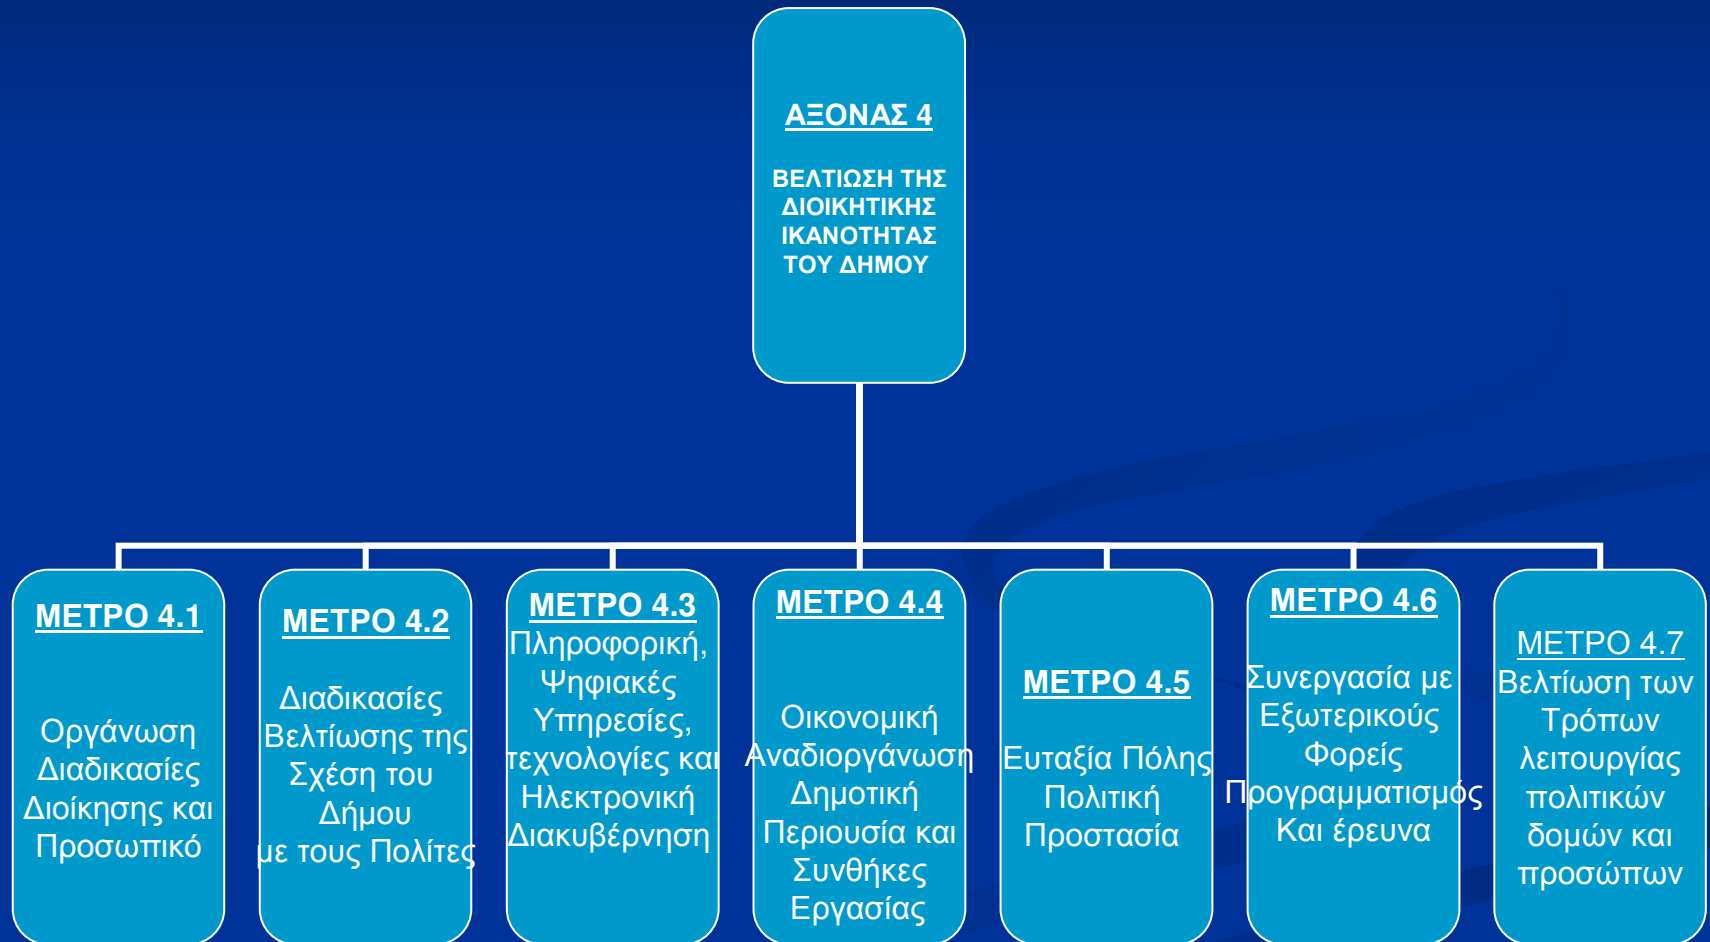 ΑΞΟΝΑΣ 4
ΒΕΛΤΙΩΣΗ ΤΗΣ
ΔΙΟΙΚΗΤΙΚΗΣ
ΙΚΑΝΟΤΗΤΑΣ
ΤΟΥ ΔΗΜΟΥ
ΜΕΤΡΟ 4.1
Οργάνωση
Διαδικασίες
Διοίκησης και
Προσωπικό
ΜΕΤΡΟ 4.2
Διαδικασίες
Βελτίωσης της
Σχέση του
Δήμου
με τους Πολίτες
ΜΕΤΡΟ 4.3
Πληροφορική,
Ψηφιακές
Υπηρεσίες,
τεχνολογίες και
Ηλεκτρονική
Διακυβέρνηση
ΜΕΤΡΟ 4.4
Οικονομική
Αναδιοργάνωση
Δημοτική
Περιουσία και
Συνθήκες
Εργασίας
ΜΕΤΡΟ 4.5
Ευταξία Πόλης
Πολιτική
Προστασία
ΜΕΤΡΟ 4.6
Συνεργασία με
Εξωτερικούς
Φορείς
Προγραμματισμός
Και έρευνα
ΜΕΤΡΟ 4.7
Βελτίωση των
Τρόπων
λειτουργίας
πολιτικών
δομών και
προσώπων